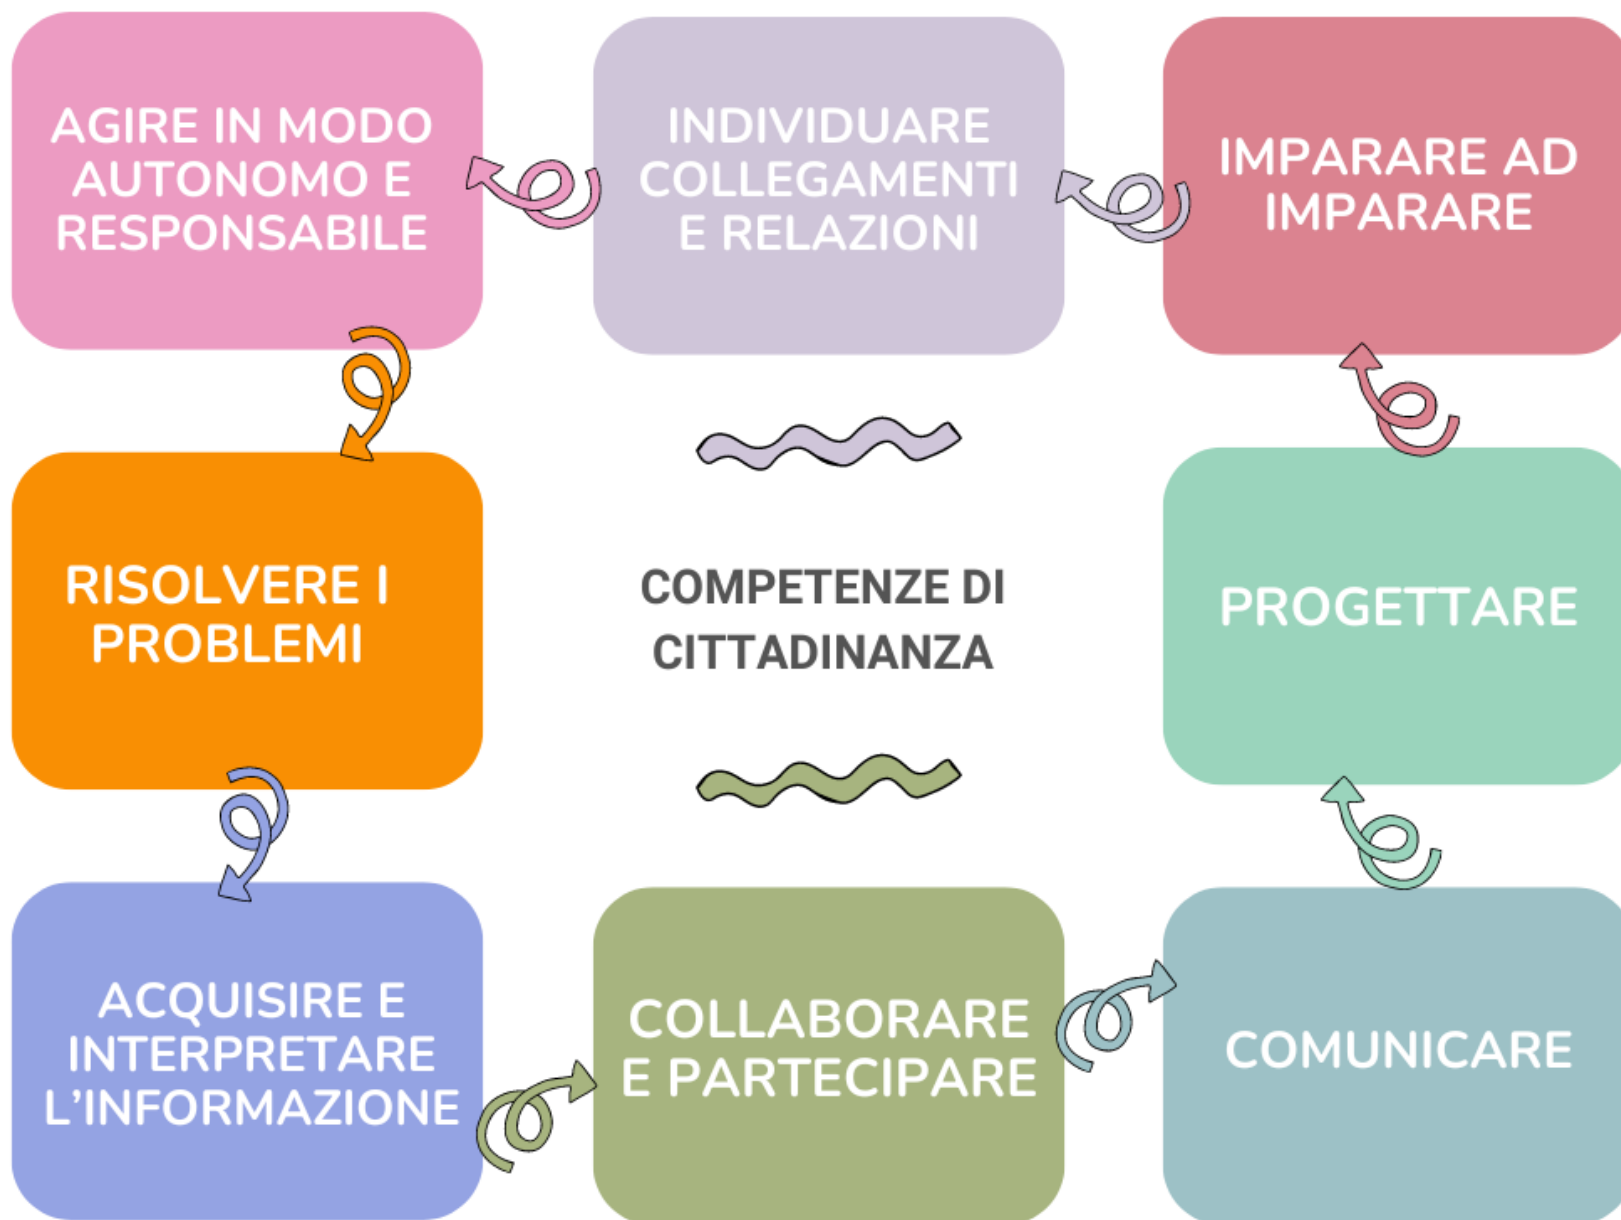 AGIRE IN MODO
AUTONOMO E
RESPONSABILE
INDIVIDUARE
COLLEGAMENTI
E RELAZIONI
IMPARARE AD
IMPARARE
RISOLVERE I
PROBLEMI
COMPETENZE DI
CITTADINANZA
PROGETTARE
ACQUISIRE E
INTERPRETARE
L'INFORMAZIONE
COLLABORARE
E PARTECIPARE
COMUNICARE